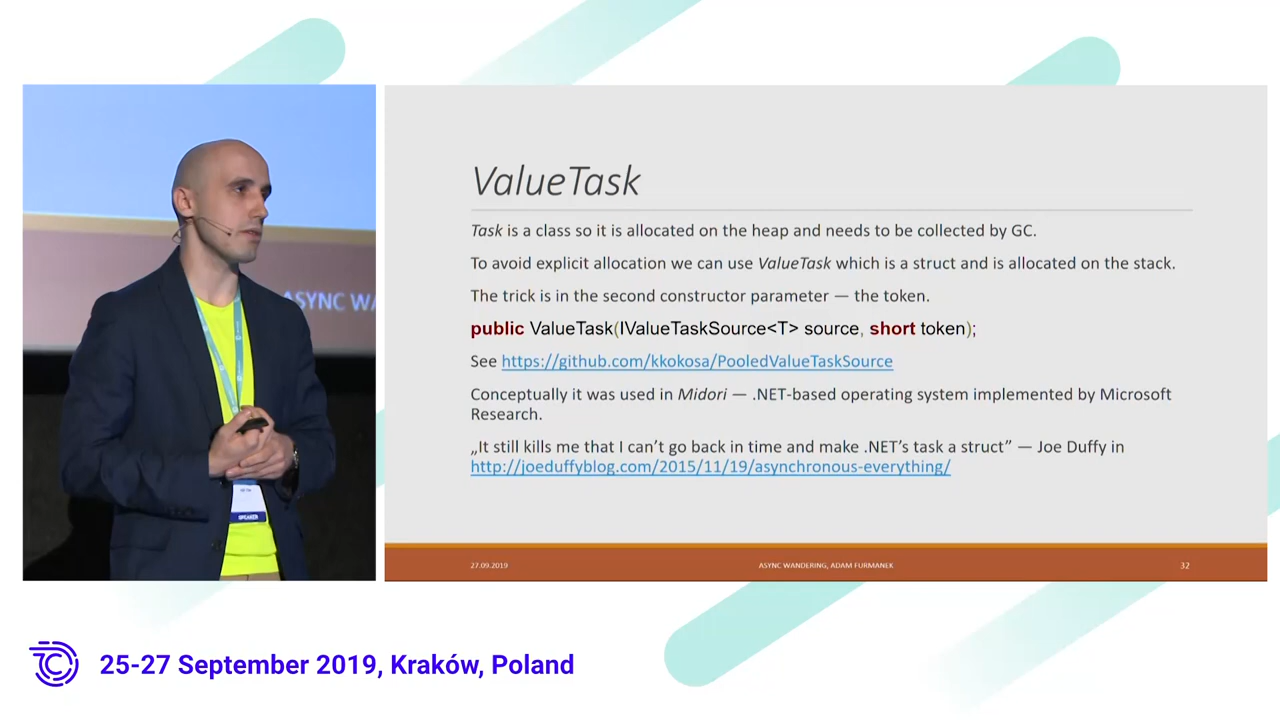 ASYNC WA
SPEAKER
ValueTask
Task is a class so it is allocated on the heap and needs to be collected by GC.
To avoid explicit allocation we can use ValueTask which is a struct and is allocated on the stack.
The trick is in the second constructor parameter — the token.
public ValueTask(IValueTaskSource<T> source, short token);
See https://github.com/kkokosa/PooledValueTaskSource
Conceptually it was used in Midori — .NET-based operating system implemented by Microsoft
Research.
„It still kills me that I can’t go back in time and make .NET’s task a struct” — Joe Duffy in
http://joeduffyblog.com/2015/11/19/asynchronous-everything/
27.09.2019
ASYNC WANDERING, ADAM FURMANEK
32
25-27 September 2019, Kraków, Poland